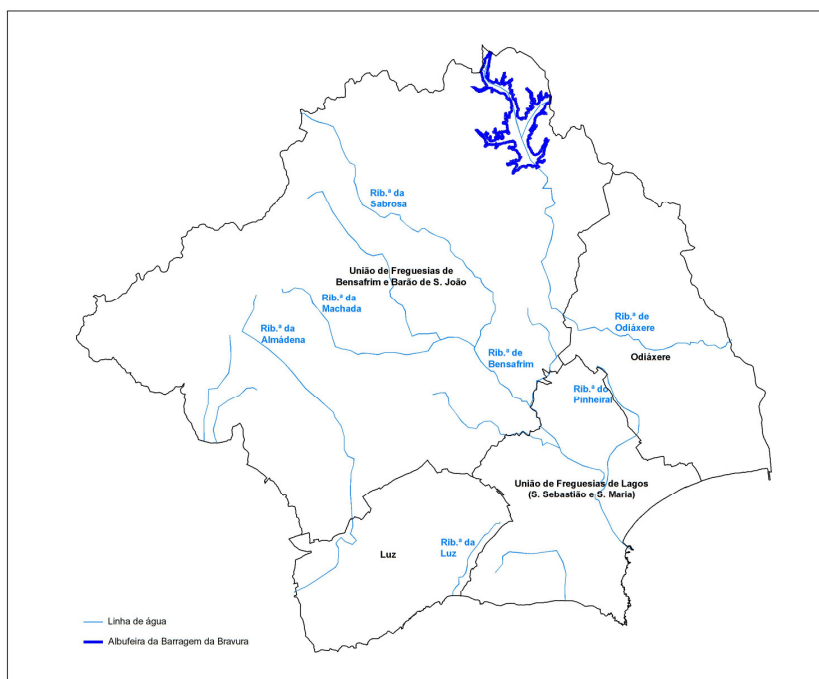 Rib.ª da
Sabrosa
União de Freguesias de
Bensafrim e Barão de S. João
Rib.ª da
Machada
Rib.ª da
Almádena
Rib.ª de
Odiáxere
Odiáxere
Rib.ª de
Bensafrim
Rib.ª do
Pinheiral
União de Freguesias de Lagos
(S. Sebastião e S. Maria)
Luz
Rib.ª da
Luz
Linha de água
Albufeira da Barragem da Bravura